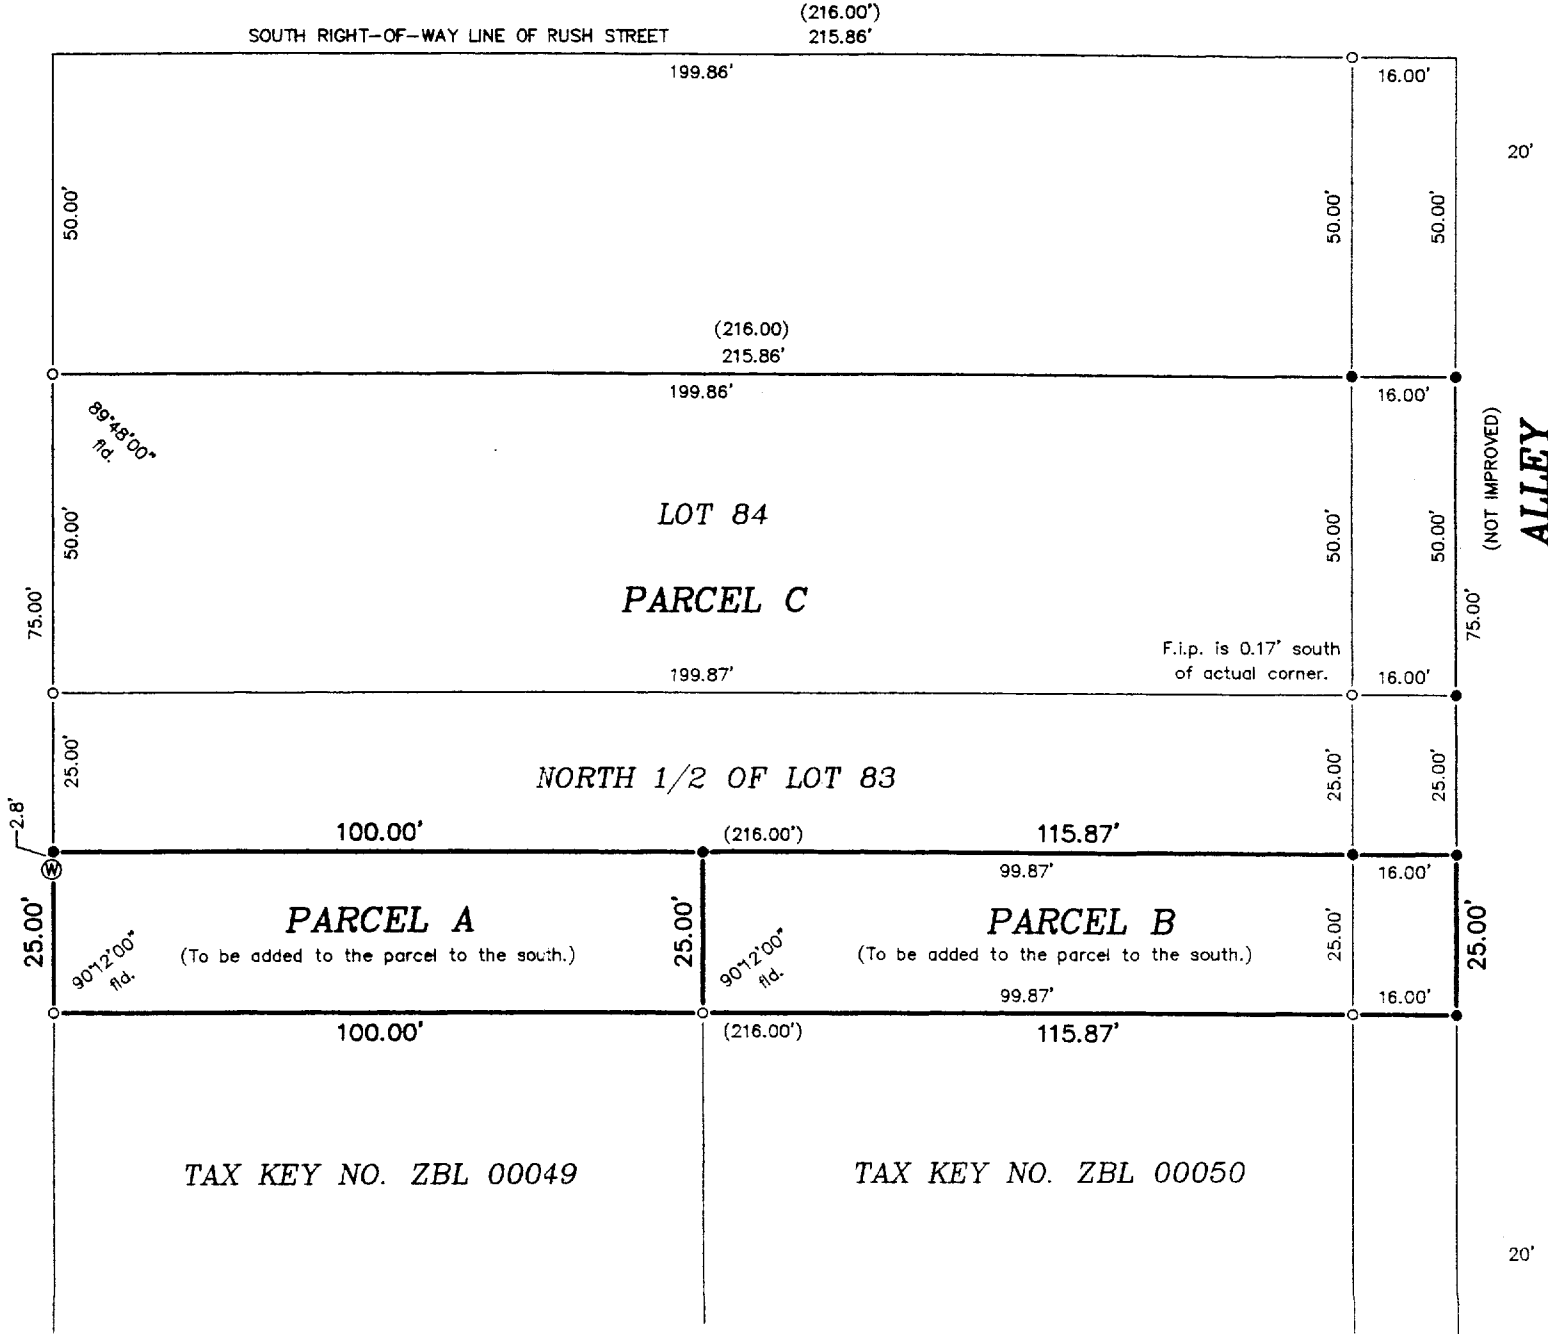 (216.00')
SOUTH RIGHT-OF-WAY LINE OF RUSH STREET
215.86'
199.86'
16.00'
20'
50.00'
50.00'
50.00'
(216.00)
215.86'
199.86'
16.00'
89°48'00"
fld.
(NOT IMPROVED)
ALLEY
LOT 84
50.00'
50.00'
50.00'
PARCEL C
75.00'
75.00'
F.i.p. is 0.17' south
of actual corner.
199.87'
16.00'
25.00'
NORTH 1/2 OF LOT 83
25.00'
25.00'
2.8'
100.00'
(216.00')
115.87'
W
99.87'
16.00'
25.00'
PARCEL A
25.00'
PARCEL B
25.00'
25.00'
(To be added to the parcel to the south.)
(To be added to the parcel to the south.)
90°12'00"
fld.
90°12'00"
fld.
99.87'
16.00'
100.00'
(216.00')
115.87'
TAX KEY NO. ZBL 00049
TAX KEY NO. ZBL 00050
20'